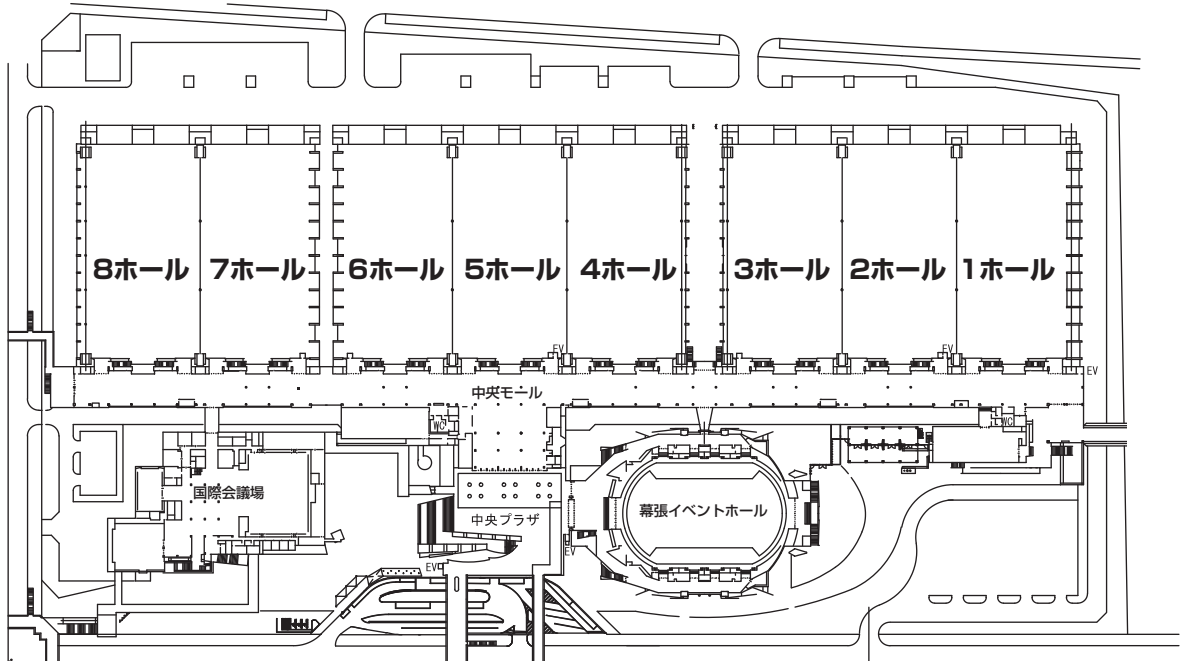 8ホール
7ホール
6ホール
5ホール
4ホール
3ホール
2ホール
1ホール
EV
EV
EV
中央モール
WC
WC
国際会議場
中央プラザ
幕張イベントホール
EV
EV